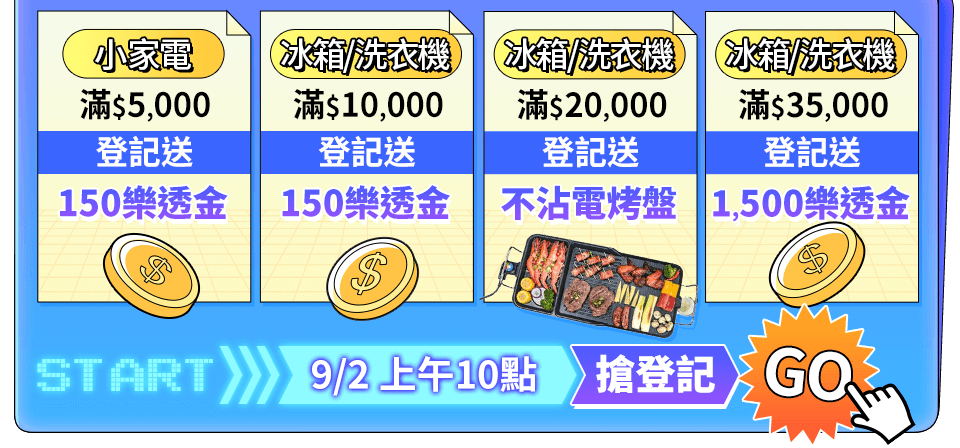 小家電
滿$5,000
登記送
150樂透金
冰箱/洗衣機
滿$10,000
登記送
150樂透金
冰箱/洗衣機
滿$20,000
登記送
不沾電烤盤
冰箱/洗衣機
滿$35,000
登記送
1,500樂透金
START
9/2 上午10點
搶登記
GO